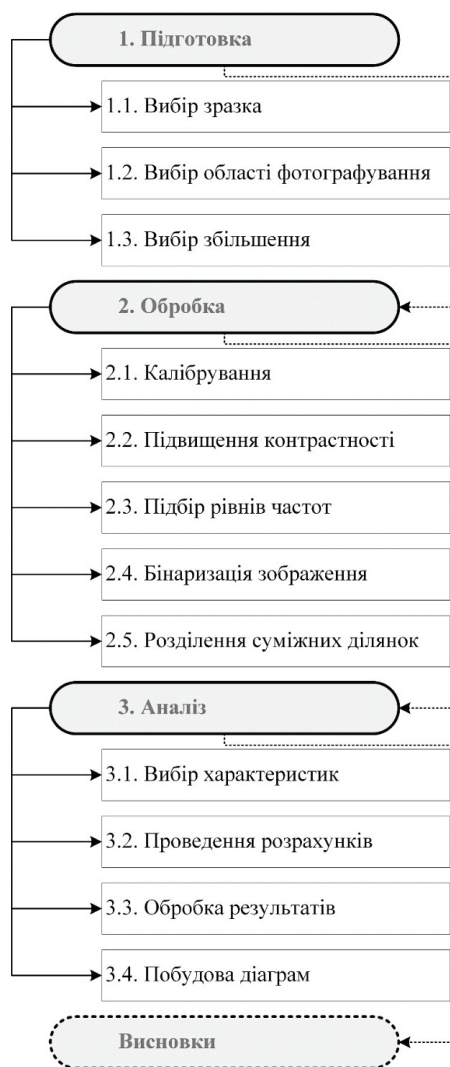 1. Підготовка
1.1. Вибір зразка
1.2. Вибір області фотографування
1.3. Вибір збільшення
2. Обробка
2.1. Калібрування
2.2. Підвищення контрастності
2.3. Підбір рівнів частот
2.4. Бінаризація зображення
2.5. Розділення суміжних ділянок
3. Аналіз
3.1. Вибір характеристик
3.2. Проведення розрахунків
3.3. Обробка результатів
3.4. Побудова діаграм
Висновки